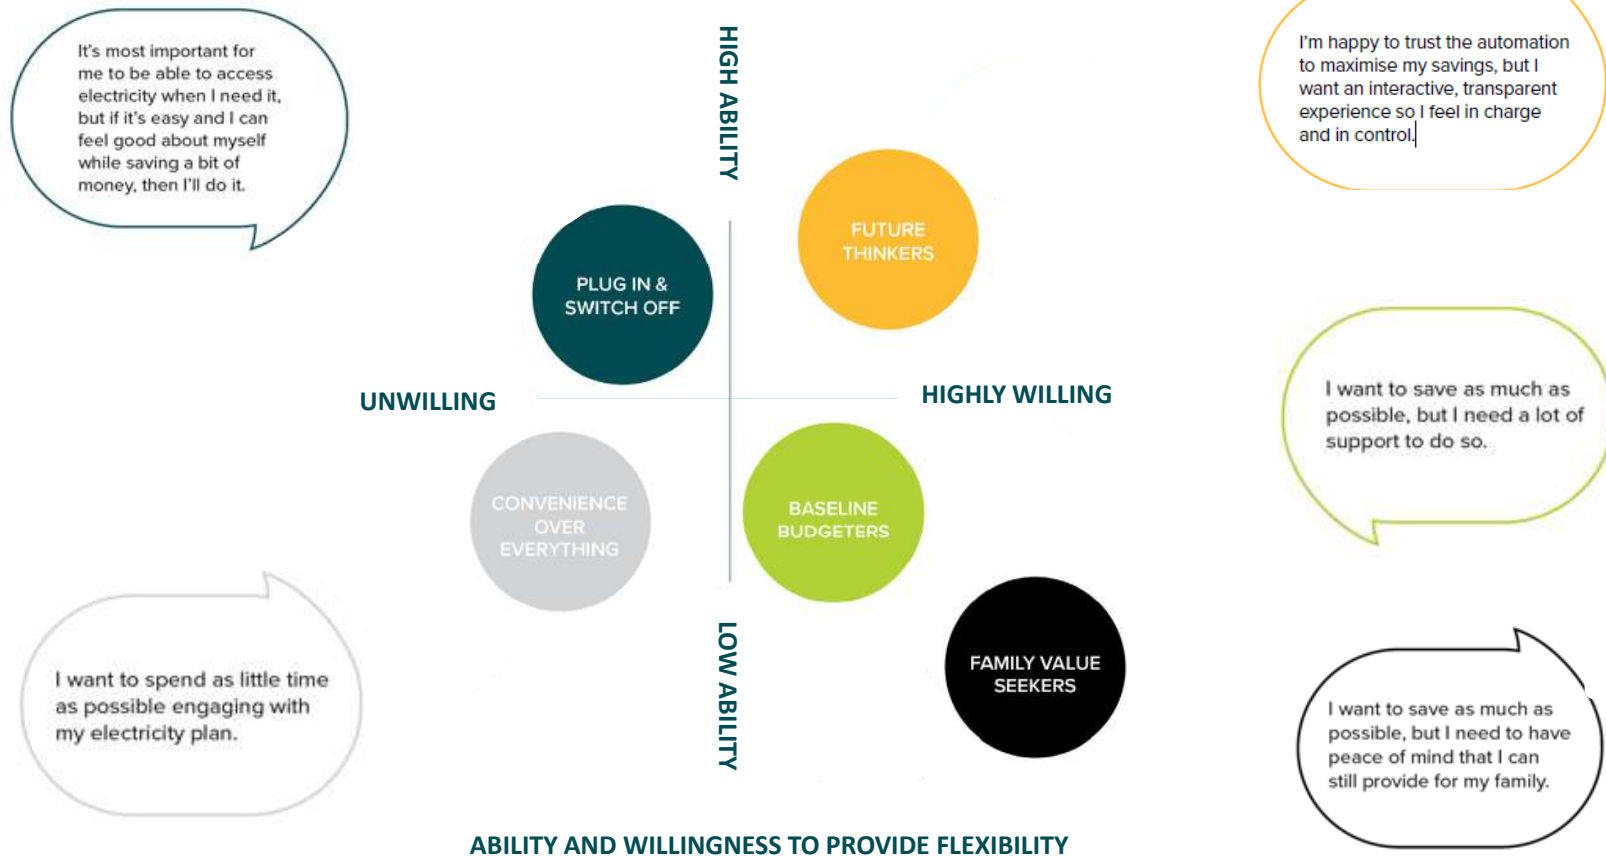 It's most important for
me to be able to access
electricity when I need it,
but if it's easy and I can
feel good about myself
while saving a bit of
money, then I'll do it.
HIGH ABILITY
I'm happy to trust the automation
to maximise my savings, but I
want an interactive, transparent
experience so I feel in charge
and in control.
FUTURE
THINKERS
PLUG IN &
SWITCH OFF
UNWILLING
HIGHLY WILLING
I want to save as much as
possible, but I need a lot of
support to do so.
CONVENIENCE
OVER
EVERYTHING
BASELINE
BUDGETERS
LOW ABILITY
FAMILY VALUE
SEEKERS
I want to spend as little time
as possible engaging with
my electricity plan.
I want to save as much as
possible, but I need to have
peace of mind that I can
still provide for my family.
ABILITY AND WILLINGNESS TO PROVIDE FLEXIBILITY